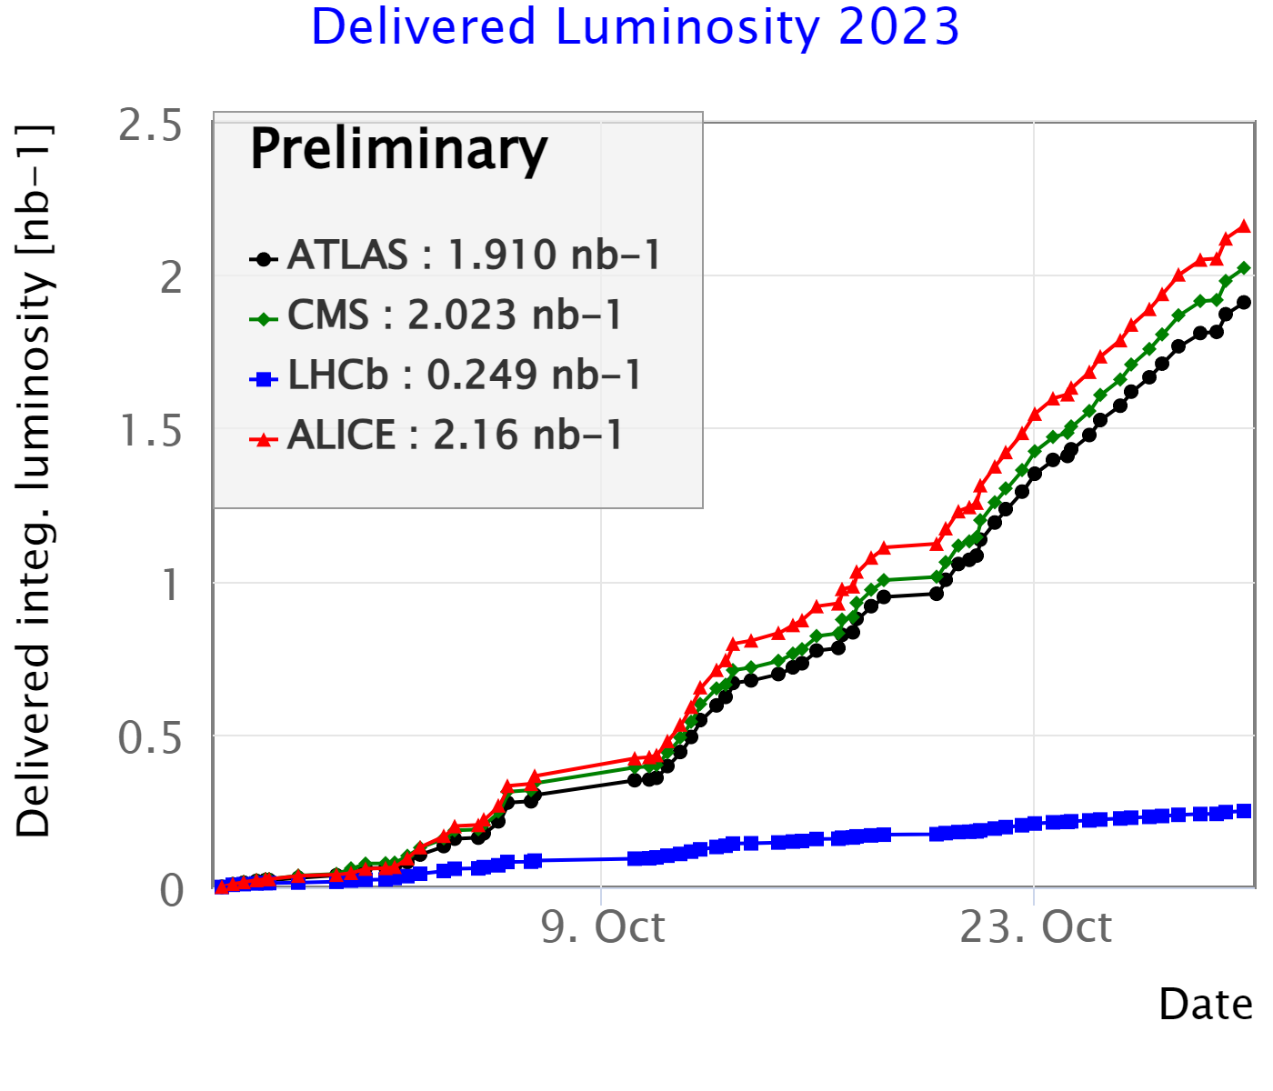 Delivered Luminosity 2023
Delivered integ. luminosity [nb-1]
2.5
2
1.5
1
0.5
0
Preliminary
ATLAS : 1.910 nb-1
CMS : 2.023 nb-1
LHCb : 0.249 nb-1
ALICE : 2.16 nb-1
9. Oct
23. Oct
Date